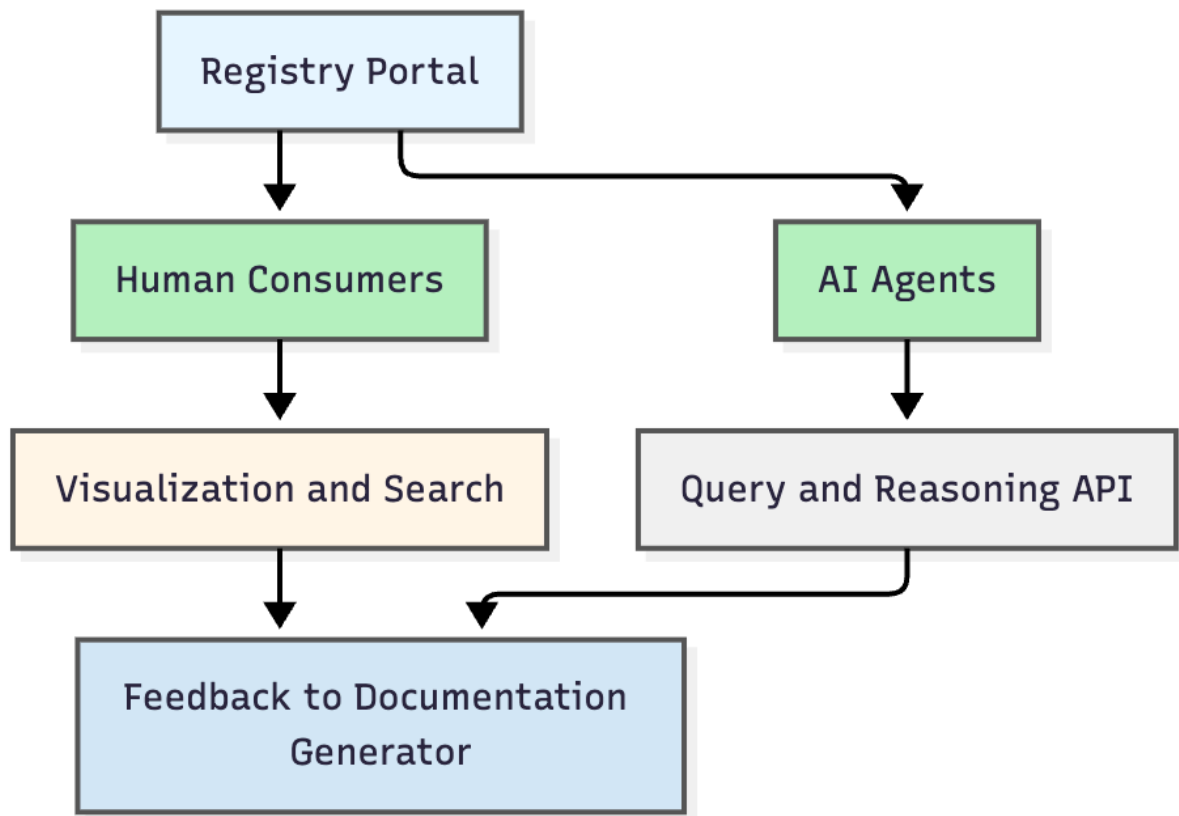 Registry Portal
Human Consumers
AI Agents
Visualization and Search
Query and Reasoning API
Feedback to Documentation
Generator